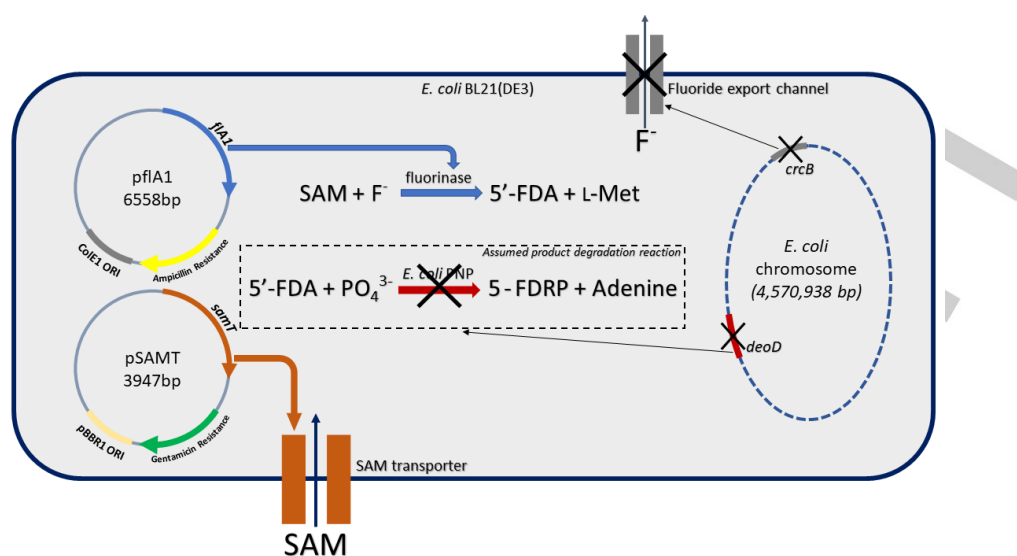 E. coli BL21(DE3)
Fluoride export channel
F-
flA1
pflA1
6558bp
ColE1 ORI
Ampicillin Resistance
fluorinase
SAM + F- 5'-FDA + L-Met
crcB
E. coli
chromosome
(4,570,938 bp)
Assumed product degradation reaction
E. coli PNP
5'-FDA + PO₄³⁻ 5-FDRP + Adenine
deoD
samT
pSAMT
3947bp
pBBR1 ORI
Gentamicin Resistance
SAM transporter
SAM